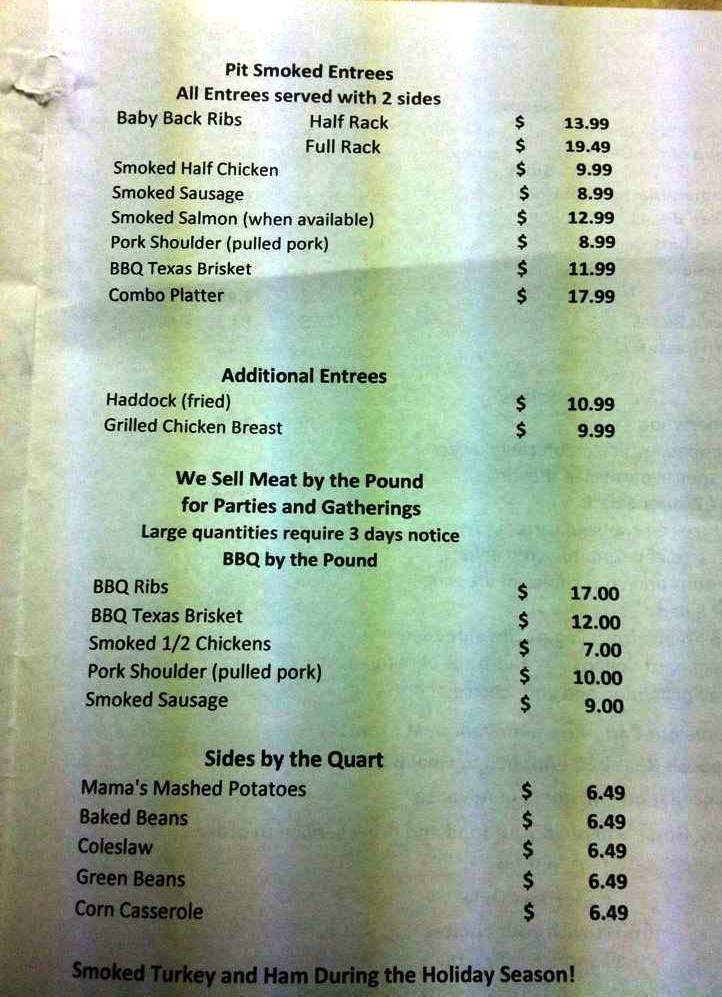 Pit Smoked Entrees
All Entrees served with 2 sides
Baby Back Ribs Half Rack $ 13.99
Full Rack $ 19.49
Smoked Half Chicken $ 9.99
Smoked Sausage $ 8.99
Smoked Salmon (when available) $ 12.99
Pork Shoulder (pulled pork) $ 8.99
BBQ Texas Brisket $ 11.99
Combo Platter $ 17.99
Additional Entrees
Haddock (fried) $ 10.99
Grilled Chicken Breast $ 9.99
We Sell Meat by the Pound
for Parties and Gatherings
Large quantities require 3 days notice
BBQ by the Pound
BBQ Ribs $ 17.00
BBQ Texas Brisket $ 12.00
Smoked 1/2 Chickens $ 7.00
Pork Shoulder (pulled pork) $ 10.00
Smoked Sausage $ 9.00
Sides by the Quart
Mama's Mashed Potatoes $ 6.49
Baked Beans $ 6.49
Coleslaw $ 6.49
Green Beans $ 6.49
Corn Casserole $ 6.49
Smoked Turkey and Ham During the Holiday Season!